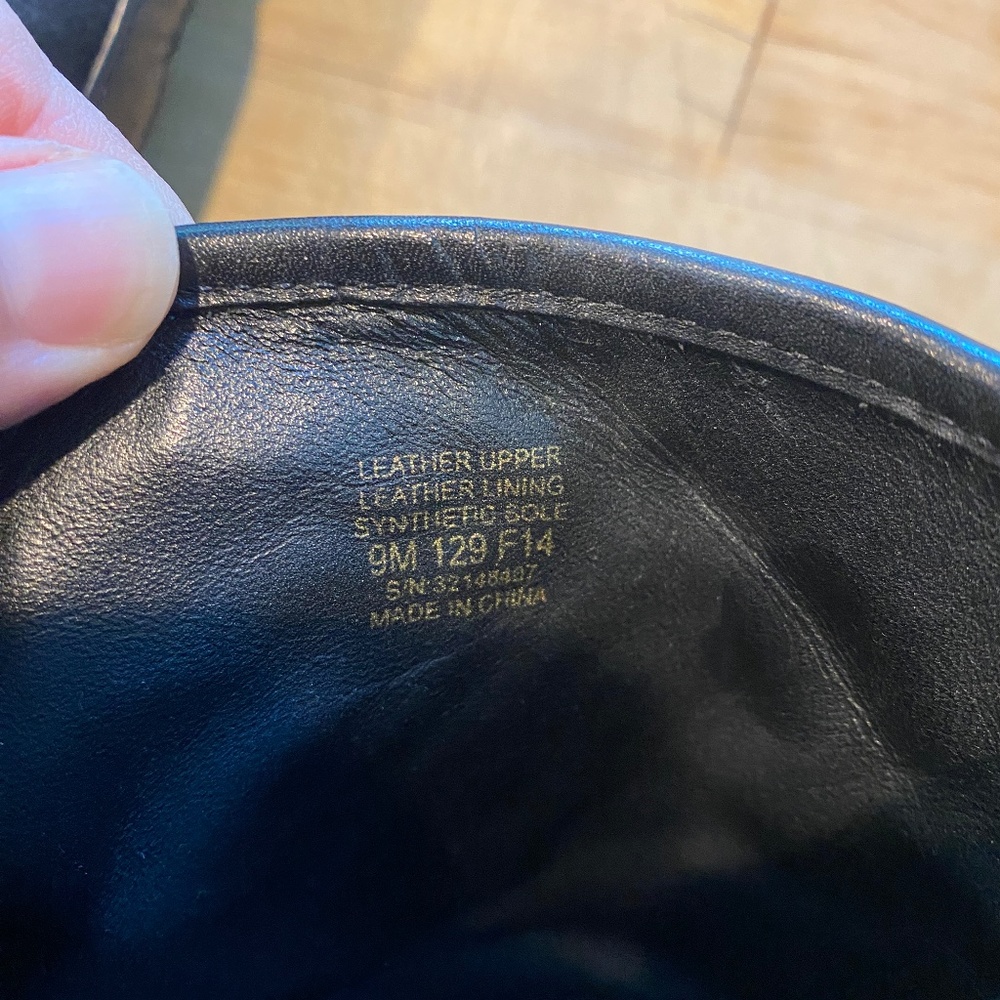 LEATHER UPPER
LEATHER LINING
SYNTHETIC SOLE
9M 129 F14
S/N
MADE IN CHINA